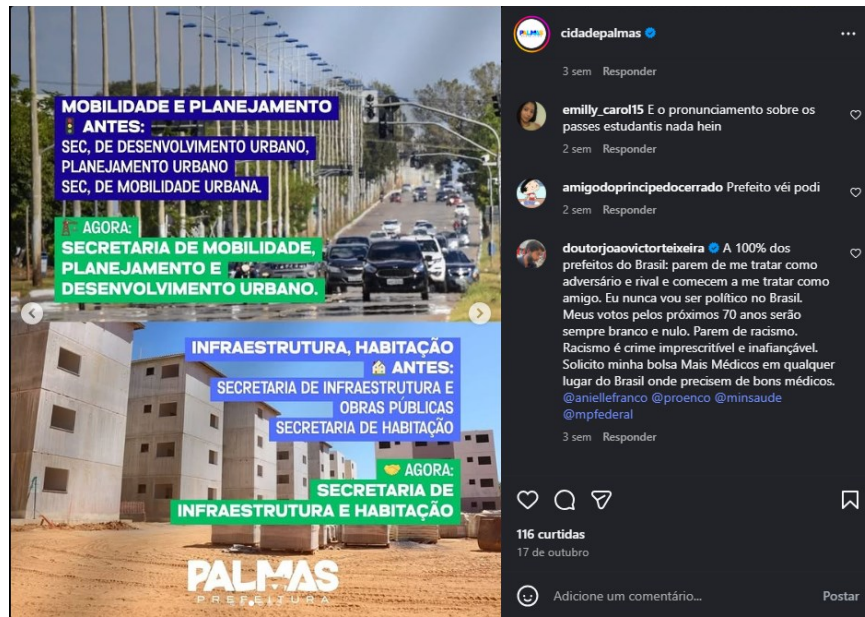 MOBILIDADE E PLANEJAMENTO
ANTES:
SEC, DE DESENVOLVIMENTO URBANO,
PLANEJAMENTO URBANO
SEC, DE MOBILIDADE URBANA.
AGORA:
SECRETARIA DE MOBILIDADE,
PLANEJAMENTO E
DESENVOLVIMENTO URBANO.
INFRAESTRUTURA, HABITAÇÃO
ANTES:
SECRETARIA DE INFRAESTRUTURA E
OBRAS PÚBLICAS
SECRETARIA DE HABITAÇÃO
AGORA:
SECRETARIA DE
INFRAESTRUTURA E HABITAÇÃO
PALMAS
PREFEITURA
PALMAS
cidadepalmas
3 sem Responder
emilly_carol15 E o pronunciamento sobre os
passes estudantis nada hein
2 sem Responder
amigodoprincipedocerrado Prefeito véi podi
2 sem Responder
doutorjoaovictorteixeira A 100% dos
prefeitos do Brasil: parem de me tratar como
adversário e rival e comecem a me tratar como
amigo. Eu nunca vou ser político no Brasil.
Meus votos pelos próximos 70 anos serão
sempre branco e nulo. Parem de racismo.
Racismo é crime imprescritível e inafiançável.
Solicito minha bolsa Mais Médicos em qualquer
lugar do Brasil onde precisem de bons médicos.
@aniellefranco @proenco @minsaude
@mpfederal
3 sem Responder
116 curtidas
17 de outubro
Adicione um comentário...
Postar